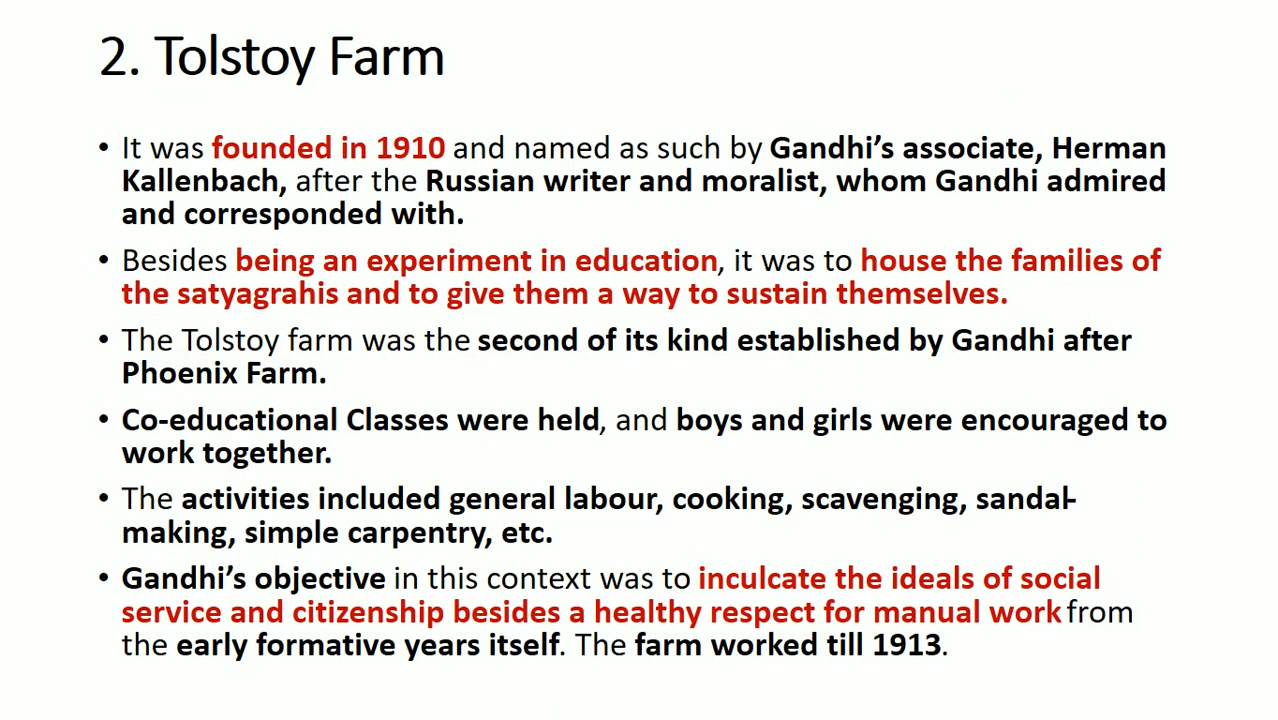 2. Tolstoy Farm
• It was founded in 1910 and named as such by Gandhi’s associate, Herman
Kallenbach, after the Russian writer and moralist, whom Gandhi admired
and corresponded with.
• Besides being an experiment in education, it was to house the families of
the satyagrahis and to give them a way to sustain themselves.
• The Tolstoy farm was the second of its kind established by Gandhi after
Phoenix Farm.
• Co-educational Classes were held, and boys and girls were encouraged to
work together.
• The activities included general labour, cooking, scavenging, sandal-
making, simple carpentry, etc.
• Gandhi’s objective in this context was to inculcate the ideals of social
service and citizenship besides a healthy respect for manual work from
the early formative years itself. The farm worked till 1913.